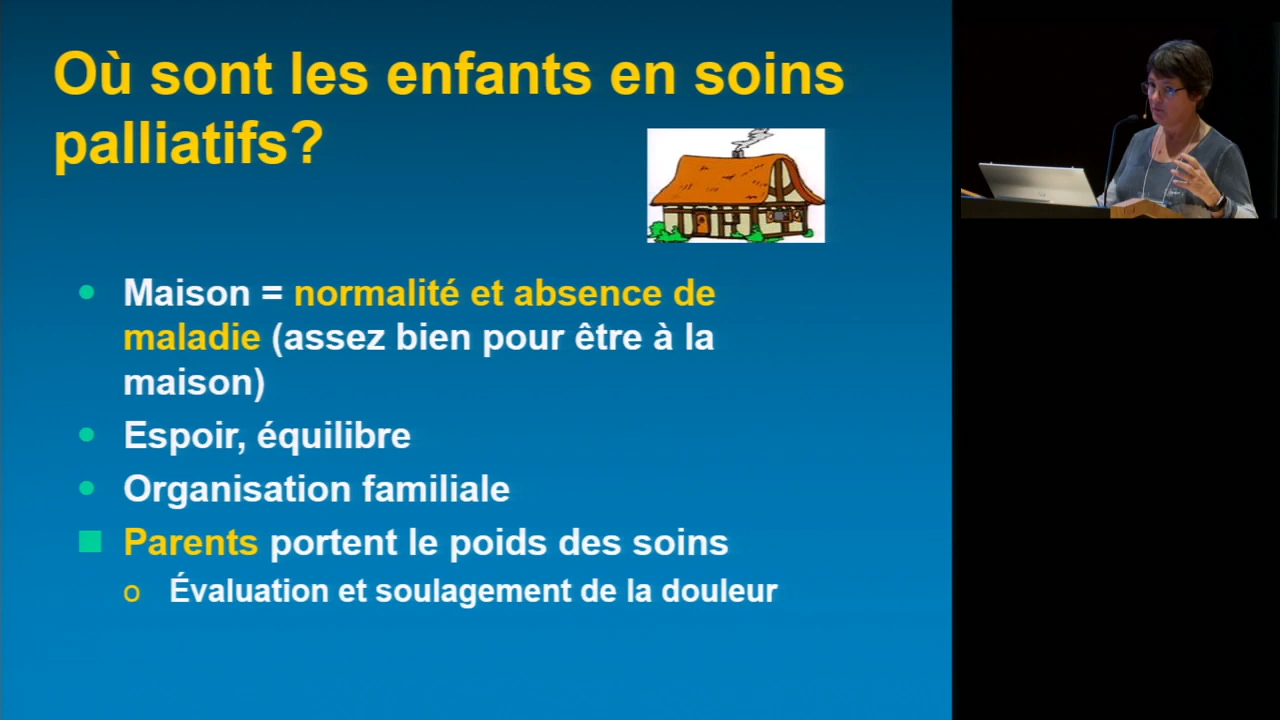 Où sont les enfants en soins
palliatifs?
• Maison = normalité et absence de
maladie (assez bien pour être à la
maison)
• Espoir, équilibre
• Organisation familiale
■ Parents portent le poids des soins
o Évaluation et soulagement de la douleur